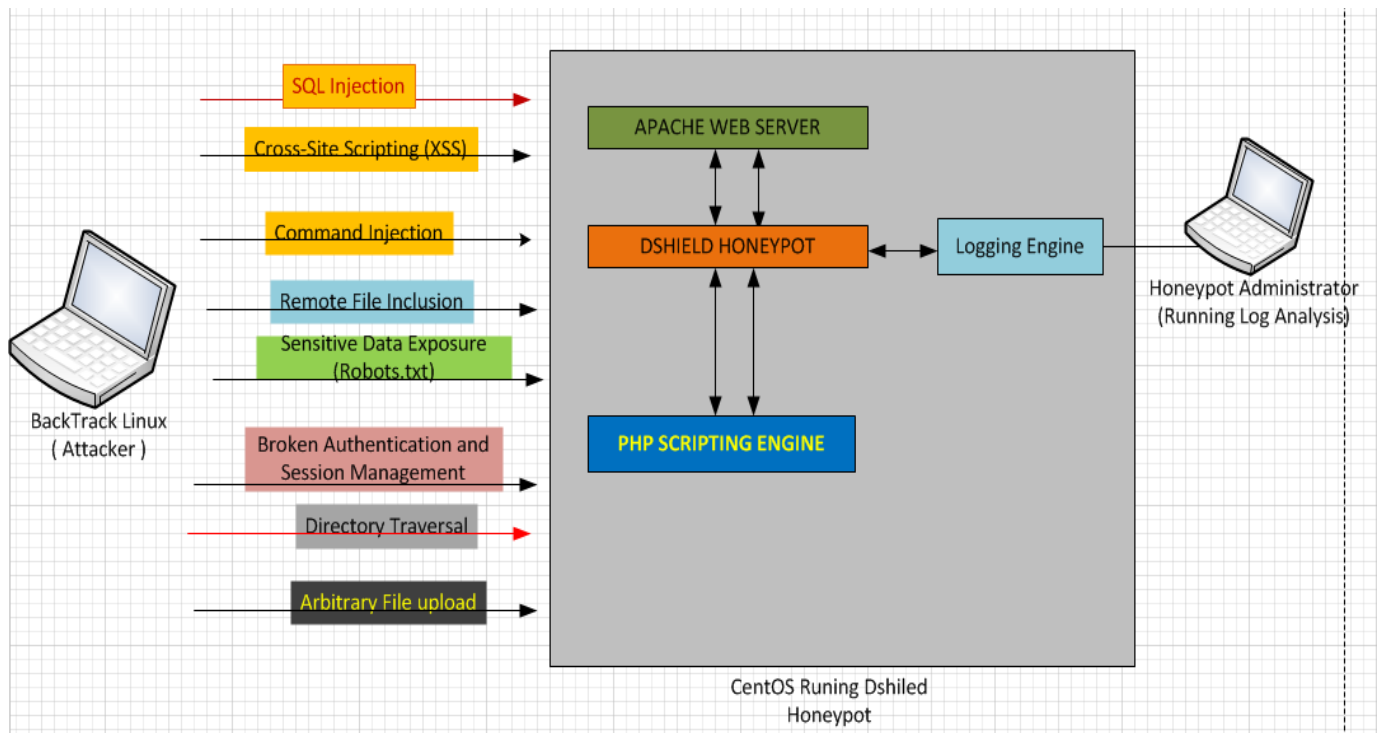 SQL Injection
Cross-Site Scripting (XSS)
Command Injection
Remote File Inclusion
Sensitive Data Exposure
(Robots.txt)
Broken Authentication and
Session Management
Directory Traversal
Arbitrary File upload
BackTrack Linux
( Attacker )
APACHE WEB SERVER
DSHIELD HONEYPOT
Logging Engine
PHP SCRIPTING ENGINE
CentOS Runing Dshiled
Honeypot
Honeypot Administrator
(Running Log Analysis)